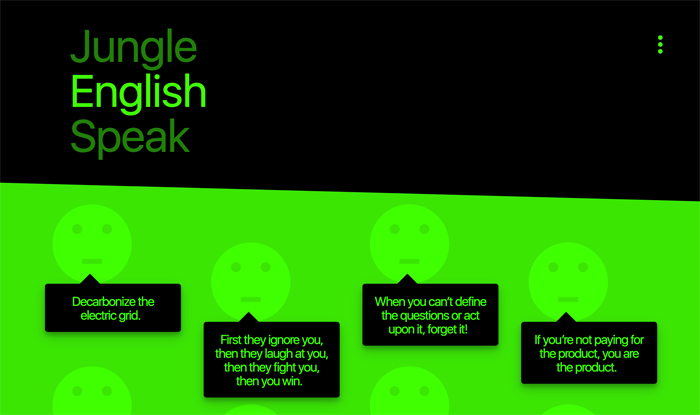 Jungle
English
Speak
Decarbonize the
electric grid.
First they ignore you,
then they laugh at you,
then they fight you,
then you win.
When you can’t define
the questions or act
upon it, forget it!
If you’re not paying for
the product, you are
the product.